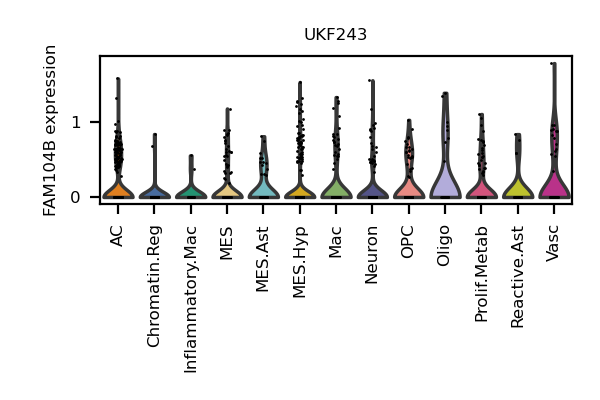 UKF243
FAM104B expression
1
0
AC
Chromatin.Reg
Inflammatory.Mac
MES
MES.Ast
MES.Hyp
Mac
Neuron
OPC
Oligo
Prolif.Metab
Reactive.Ast
Vasc